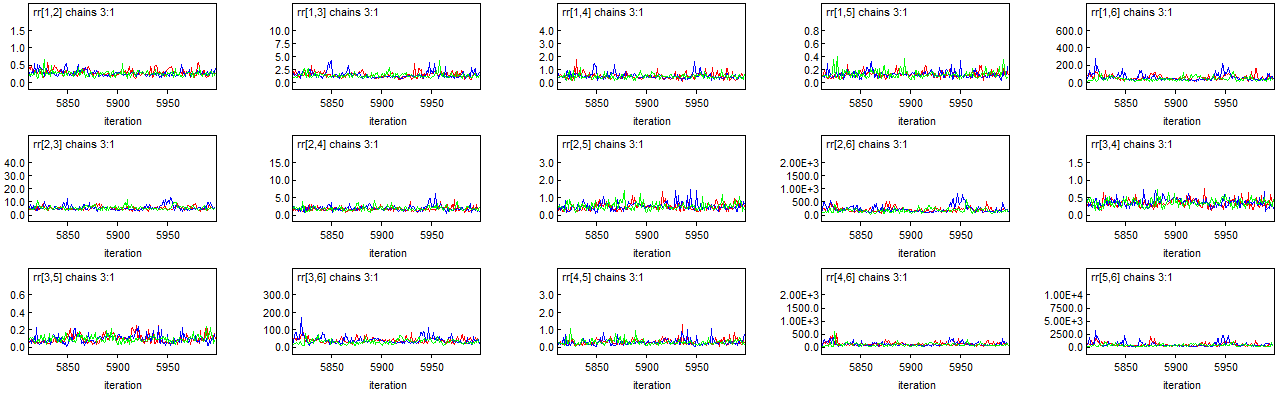 rr[1,2] chains 3:1
1.5
1.0
0.5
0.0
5850 5900 5950
iteration
rr[1,3] chains 3:1
10.0
7.5
5.0
2.5
0.0
5850 5900 5950
iteration
rr[1,4] chains 3:1
4.0
3.0
2.0
1.0
0.0
5850 5900 5950
iteration
rr[1,5] chains 3:1
0.8
0.6
0.4
0.2
0.0
5850 5900 5950
iteration
rr[1,6] chains 3:1
600.0
400.0
200.0
0.0
5850 5900 5950
iteration
rr[2,3] chains 3:1
40.0
30.0
20.0
10.0
0.0
5850 5900 5950
iteration
rr[2,4] chains 3:1
15.0
10.0
5.0
0.0
5850 5900 5950
iteration
rr[2,5] chains 3:1
3.0
2.0
1.0
0.0
5850 5900 5950
iteration
rr[2,6] chains 3:1
2.00E+3
1500.0
1.00E+3
500.0
0.0
5850 5900 5950
iteration
rr[3,4] chains 3:1
1.5
1.0
0.5
0.0
5850 5900 5950
iteration
rr[3,5] chains 3:1
0.6
0.4
0.2
0.0
5850 5900 5950
iteration
rr[3,6] chains 3:1
300.0
200.0
100.0
0.0
5850 5900 5950
iteration
rr[4,5] chains 3:1
3.0
2.0
1.0
0.0
5850 5900 5950
iteration
rr[4,6] chains 3:1
2.00E+3
1500.0
1.00E+3
500.0
0.0
5850 5900 5950
iteration
rr[5,6] chains 3:1
1.00E+4
7500.0
5.00E+3
2500.0
0.0
5850 5900 5950
iteration